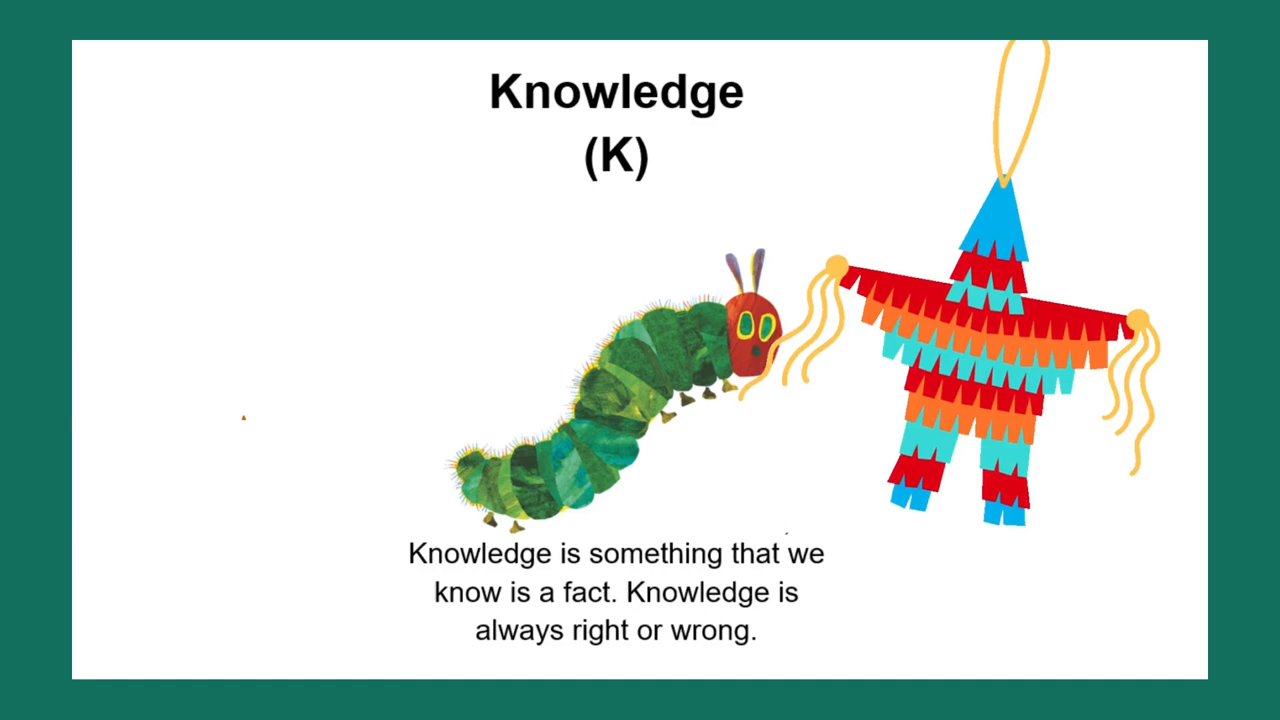 Knowledge
(K)
Knowledge is something that we
know is a fact. Knowledge is
always right or wrong.